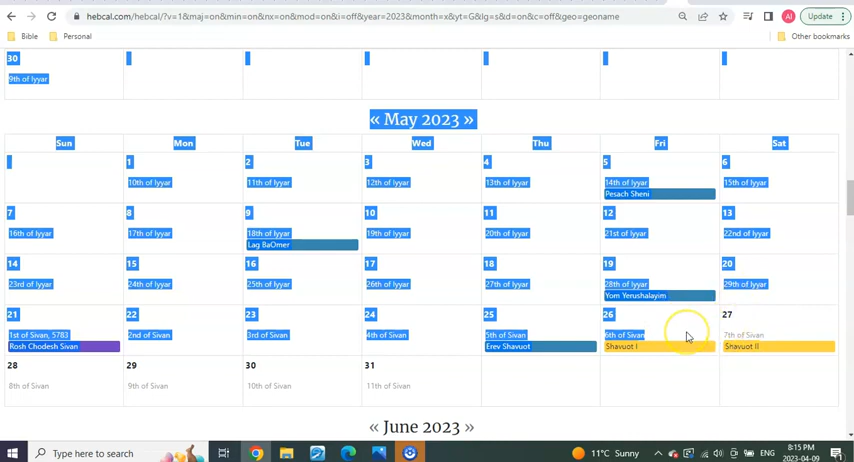 hebcal.com/hebcal/?v=1&maj=on&min=on&nx=on&mod=on&i=off&year=2023&month=x&yt=G&lg=s&d=on&c=off&geo=geoname
AI
Update
Bible
Personal
Other bookmarks
30
9th of Iyyar
« May 2023 »
Sun Mon Tue Wed Thu Fri Sat
1 2 3 4 5 6
10th of Iyyar 11th of Iyyar 12th of Iyyar 13th of Iyyar 14th of Iyyar 15th of Iyyar
Pesach Sheni
7 8 9 10 11 12 13
16th of Iyyar 17th of Iyyar 18th of Iyyar 19th of Iyyar 20th of Iyyar 21st of Iyyar 22nd of Iyyar
Lag BaOmer
14 15 16 17 18 19 20
23rd of Iyyar 24th of Iyyar 25th of Iyyar 26th of Iyyar 27th of Iyyar 28th of Iyyar 29th of Iyyar
Yom Yerushalayim
21 22 23 24 25 26 27
1st of Sivan, 5783 2nd of Sivan 3rd of Sivan 4th of Sivan 5th of Sivan 6th of Sivan 7th of Sivan
Rosh Chodesh Sivan Erev Shavuot Shavuot I Shavuot II
28 29 30 31
8th of Sivan 9th of Sivan 10th of Sivan 11th of Sivan
« June 2023 »
Type here to search
11°C Sunny
ENG
8:15 PM
2023-04-09